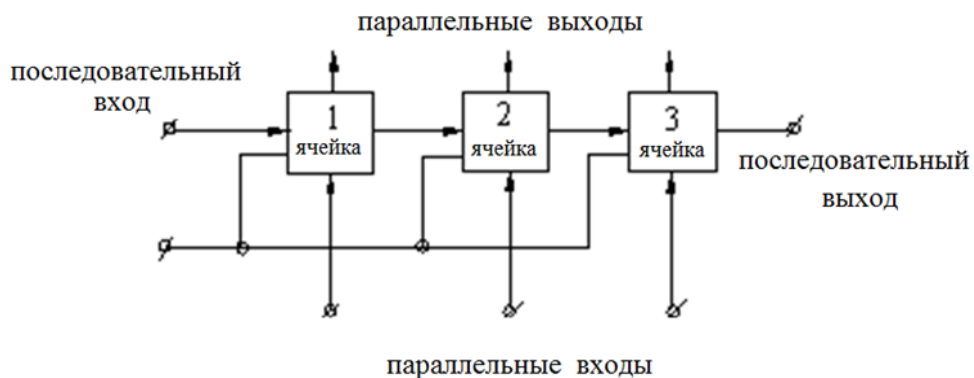 параллельные выходы
последовательный
вход
1
ячейка
2
ячейка
3
ячейка
последовательный
выход
параллельные входы